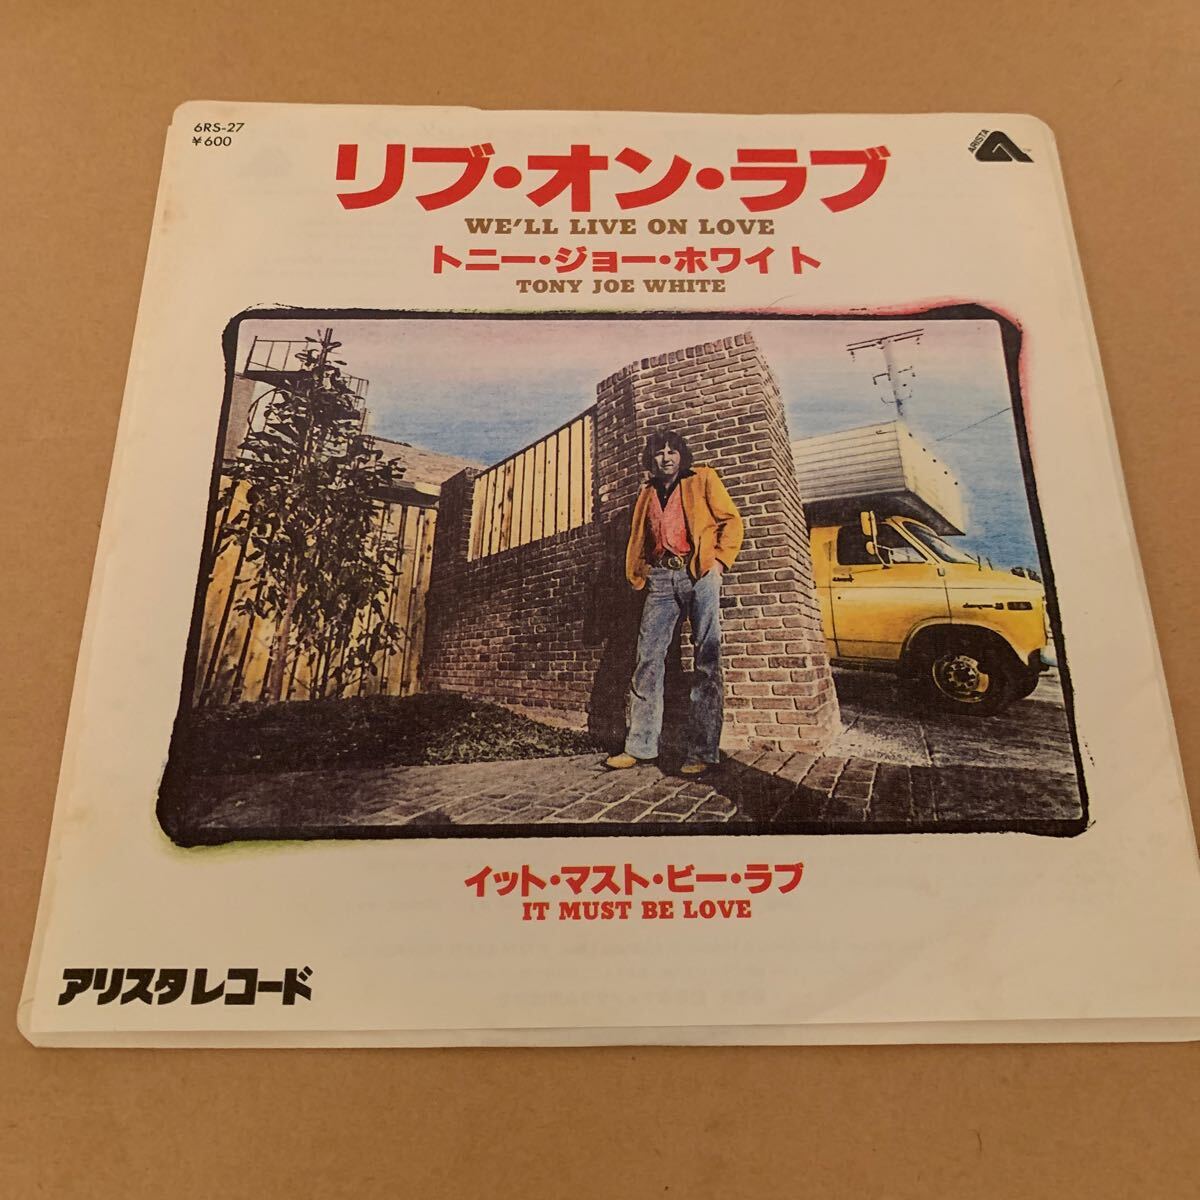 6RS-27
¥600
ARISTA
リブ・オン・ラブ
WE'LL LIVE ON LOVE
トニー・ジョー・ホワイト
TONY JOE WHITE
イット・マスト・ビー・ラブ
IT MUST BE LOVE
アリスタレコード